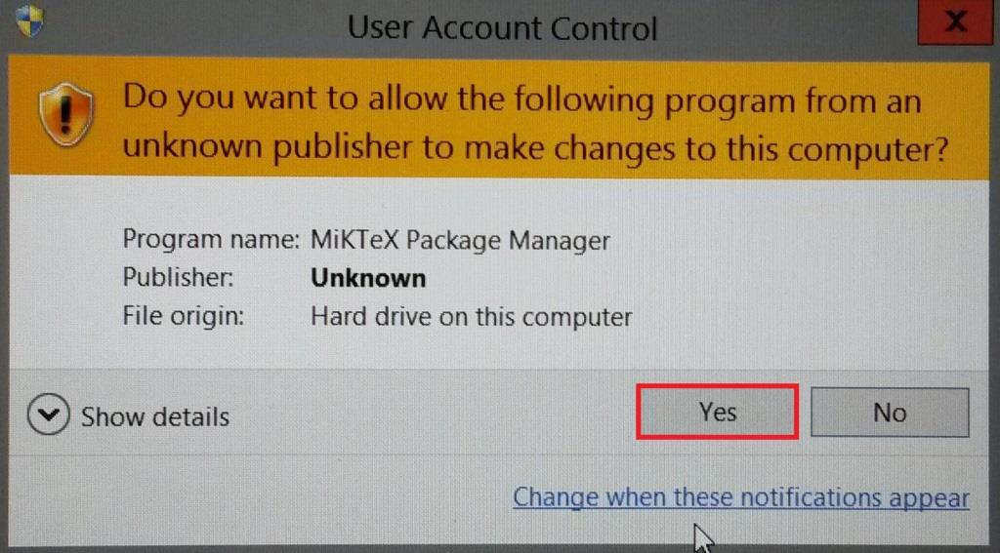 User Account Control
X
Do you want to allow the following program from an
unknown publisher to make changes to this computer?
Program name: MiKTeX Package Manager
Publisher: Unknown
File origin: Hard drive on this computer
Show details
Yes
No
Change when these notifications appear